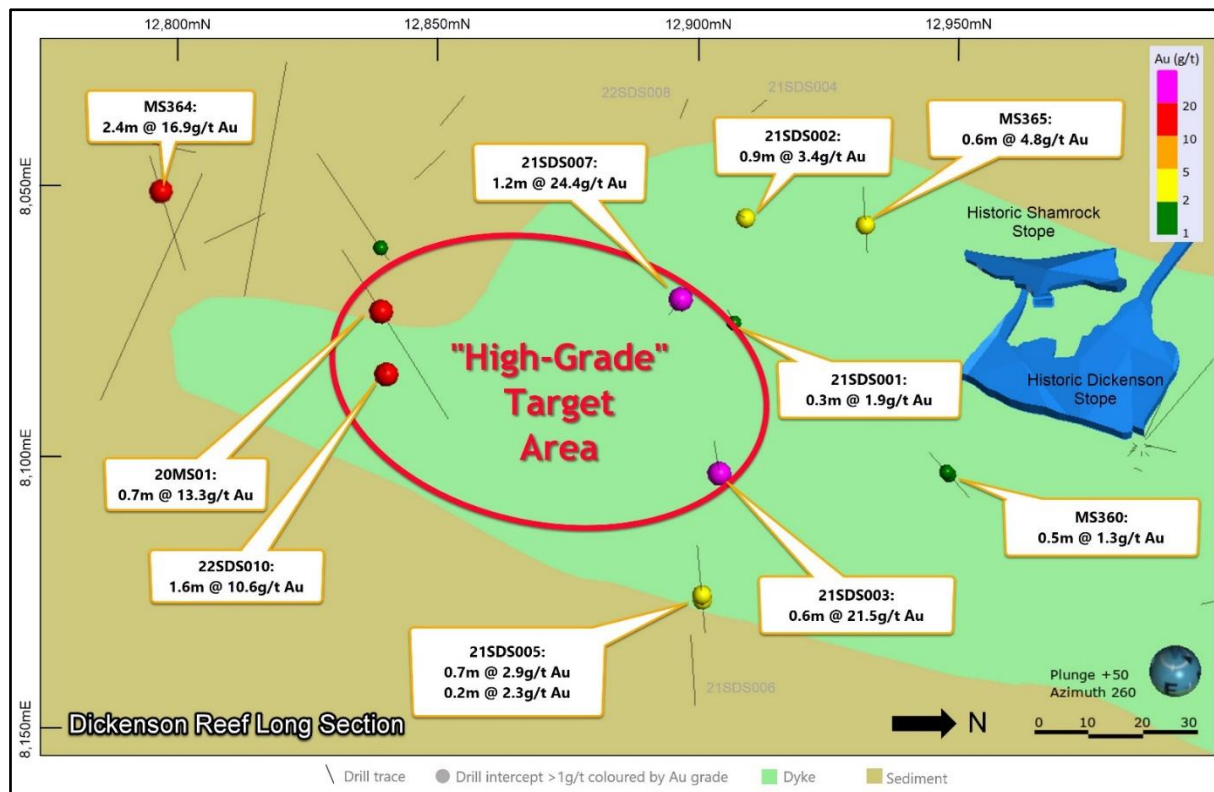 12,800mN
12,850mN
12,900mN
12,950mN
Au (g/t)
20
10
5
2
1
22SDS008
21SDS004
MS364:
2.4m @ 16.9g/t Au
21SDS007:
1.2m @ 24.4g/t Au
21SDS002:
0.9m @ 3.4g/t Au
MS365:
0.6m @ 4.8g/t Au
8,050mE
Historic Shamrock
Stope
"High-Grade"
Target
Area
21SDS001:
0.3m @ 1.9g/t Au
Historic Dickenson
Stope
8,100mE
20MS01:
0.7m @ 13.3g/t Au
22SDS010:
1.6m @ 10.6g/t Au
MS360:
0.5m @ 1.3g/t Au
21SDS003:
0.6m @ 21.5g/t Au
21SDS005:
0.7m @ 2.9g/t Au
0.2m @ 2.3g/t Au
21SDS006
E
Plunge +50
Azimuth 260
0 10 20 30
N
8,150mE
Dickenson Reef Long Section
Drill trace
Drill intercept >1g/t coloured by Au grade
Dyke
Sediment